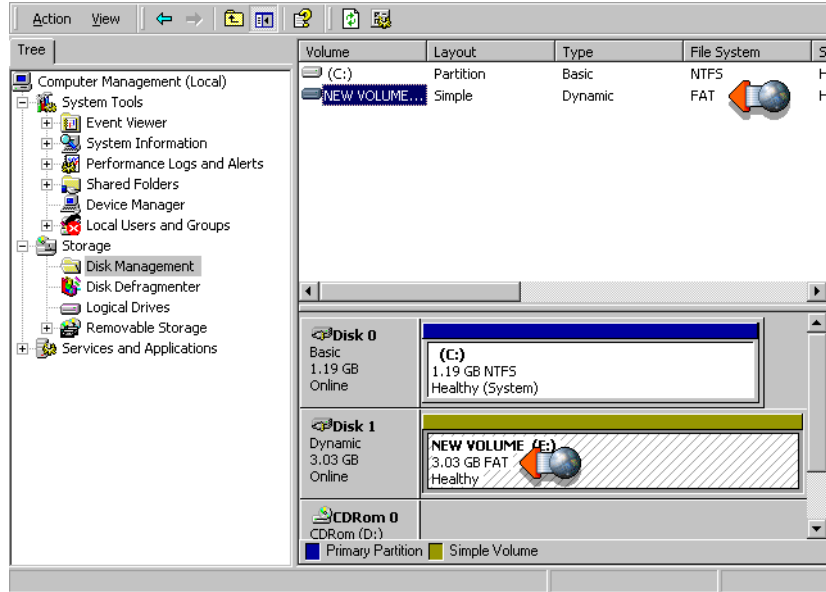 Action View
Tree
Computer Management (Local)
System Tools
Event Viewer
System Information
Performance Logs and Alerts
Shared Folders
Device Manager
Local Users and Groups
Storage
Disk Management
Disk Defragmenter
Logical Drives
Removable Storage
Services and Applications
Volume Layout Type File System S
(C:) Partition Basic NTFS H
NEW VOLUME... Simple Dynamic FAT H
Disk 0
Basic
1.19 GB
Online
(C:)
1.19 GB NTFS
Healthy (System)
Disk 1
Dynamic
3.03 GB
Online
NEW VOLUME (E:)
3.03 GB FAT
Healthy
CDRom 0
CDRom (D:)
Primary Partition Simple Volume